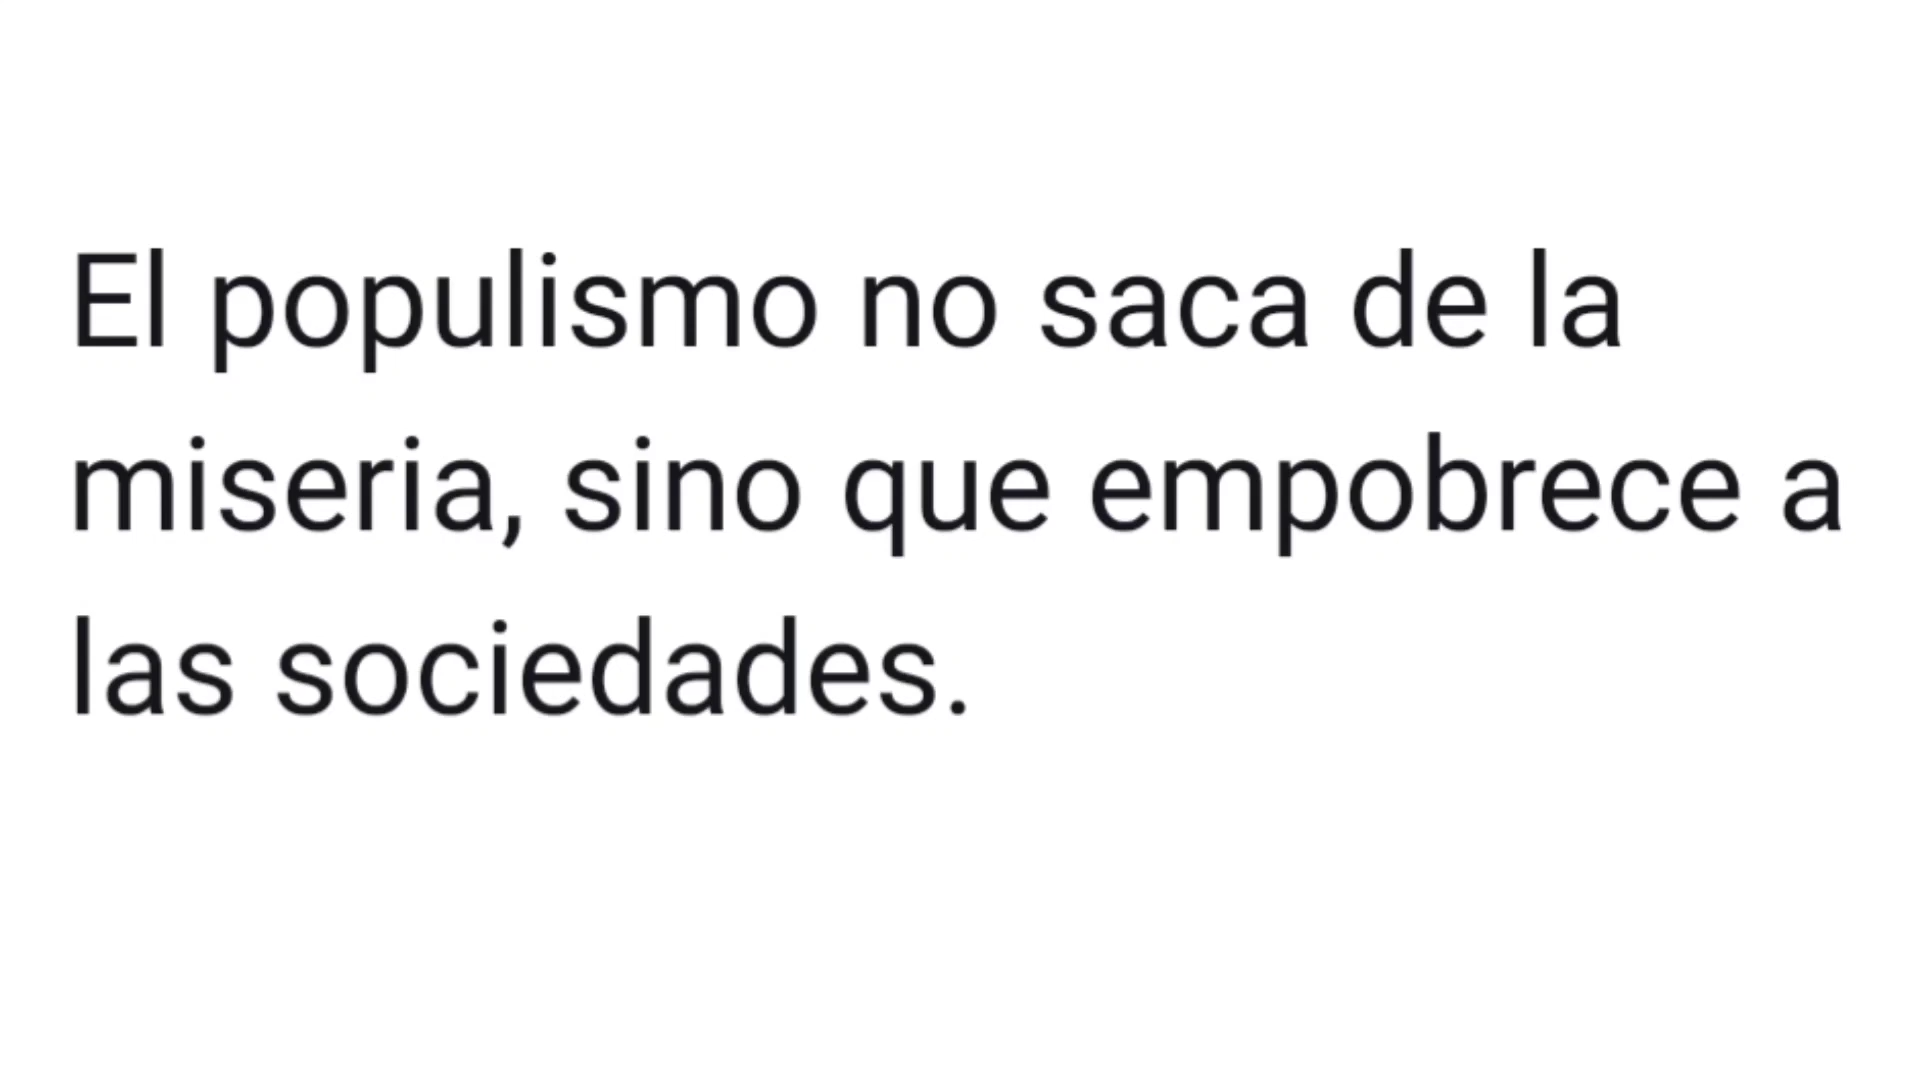 El populismo no saca de la
miseria, sino que empobrece a
las sociedades.